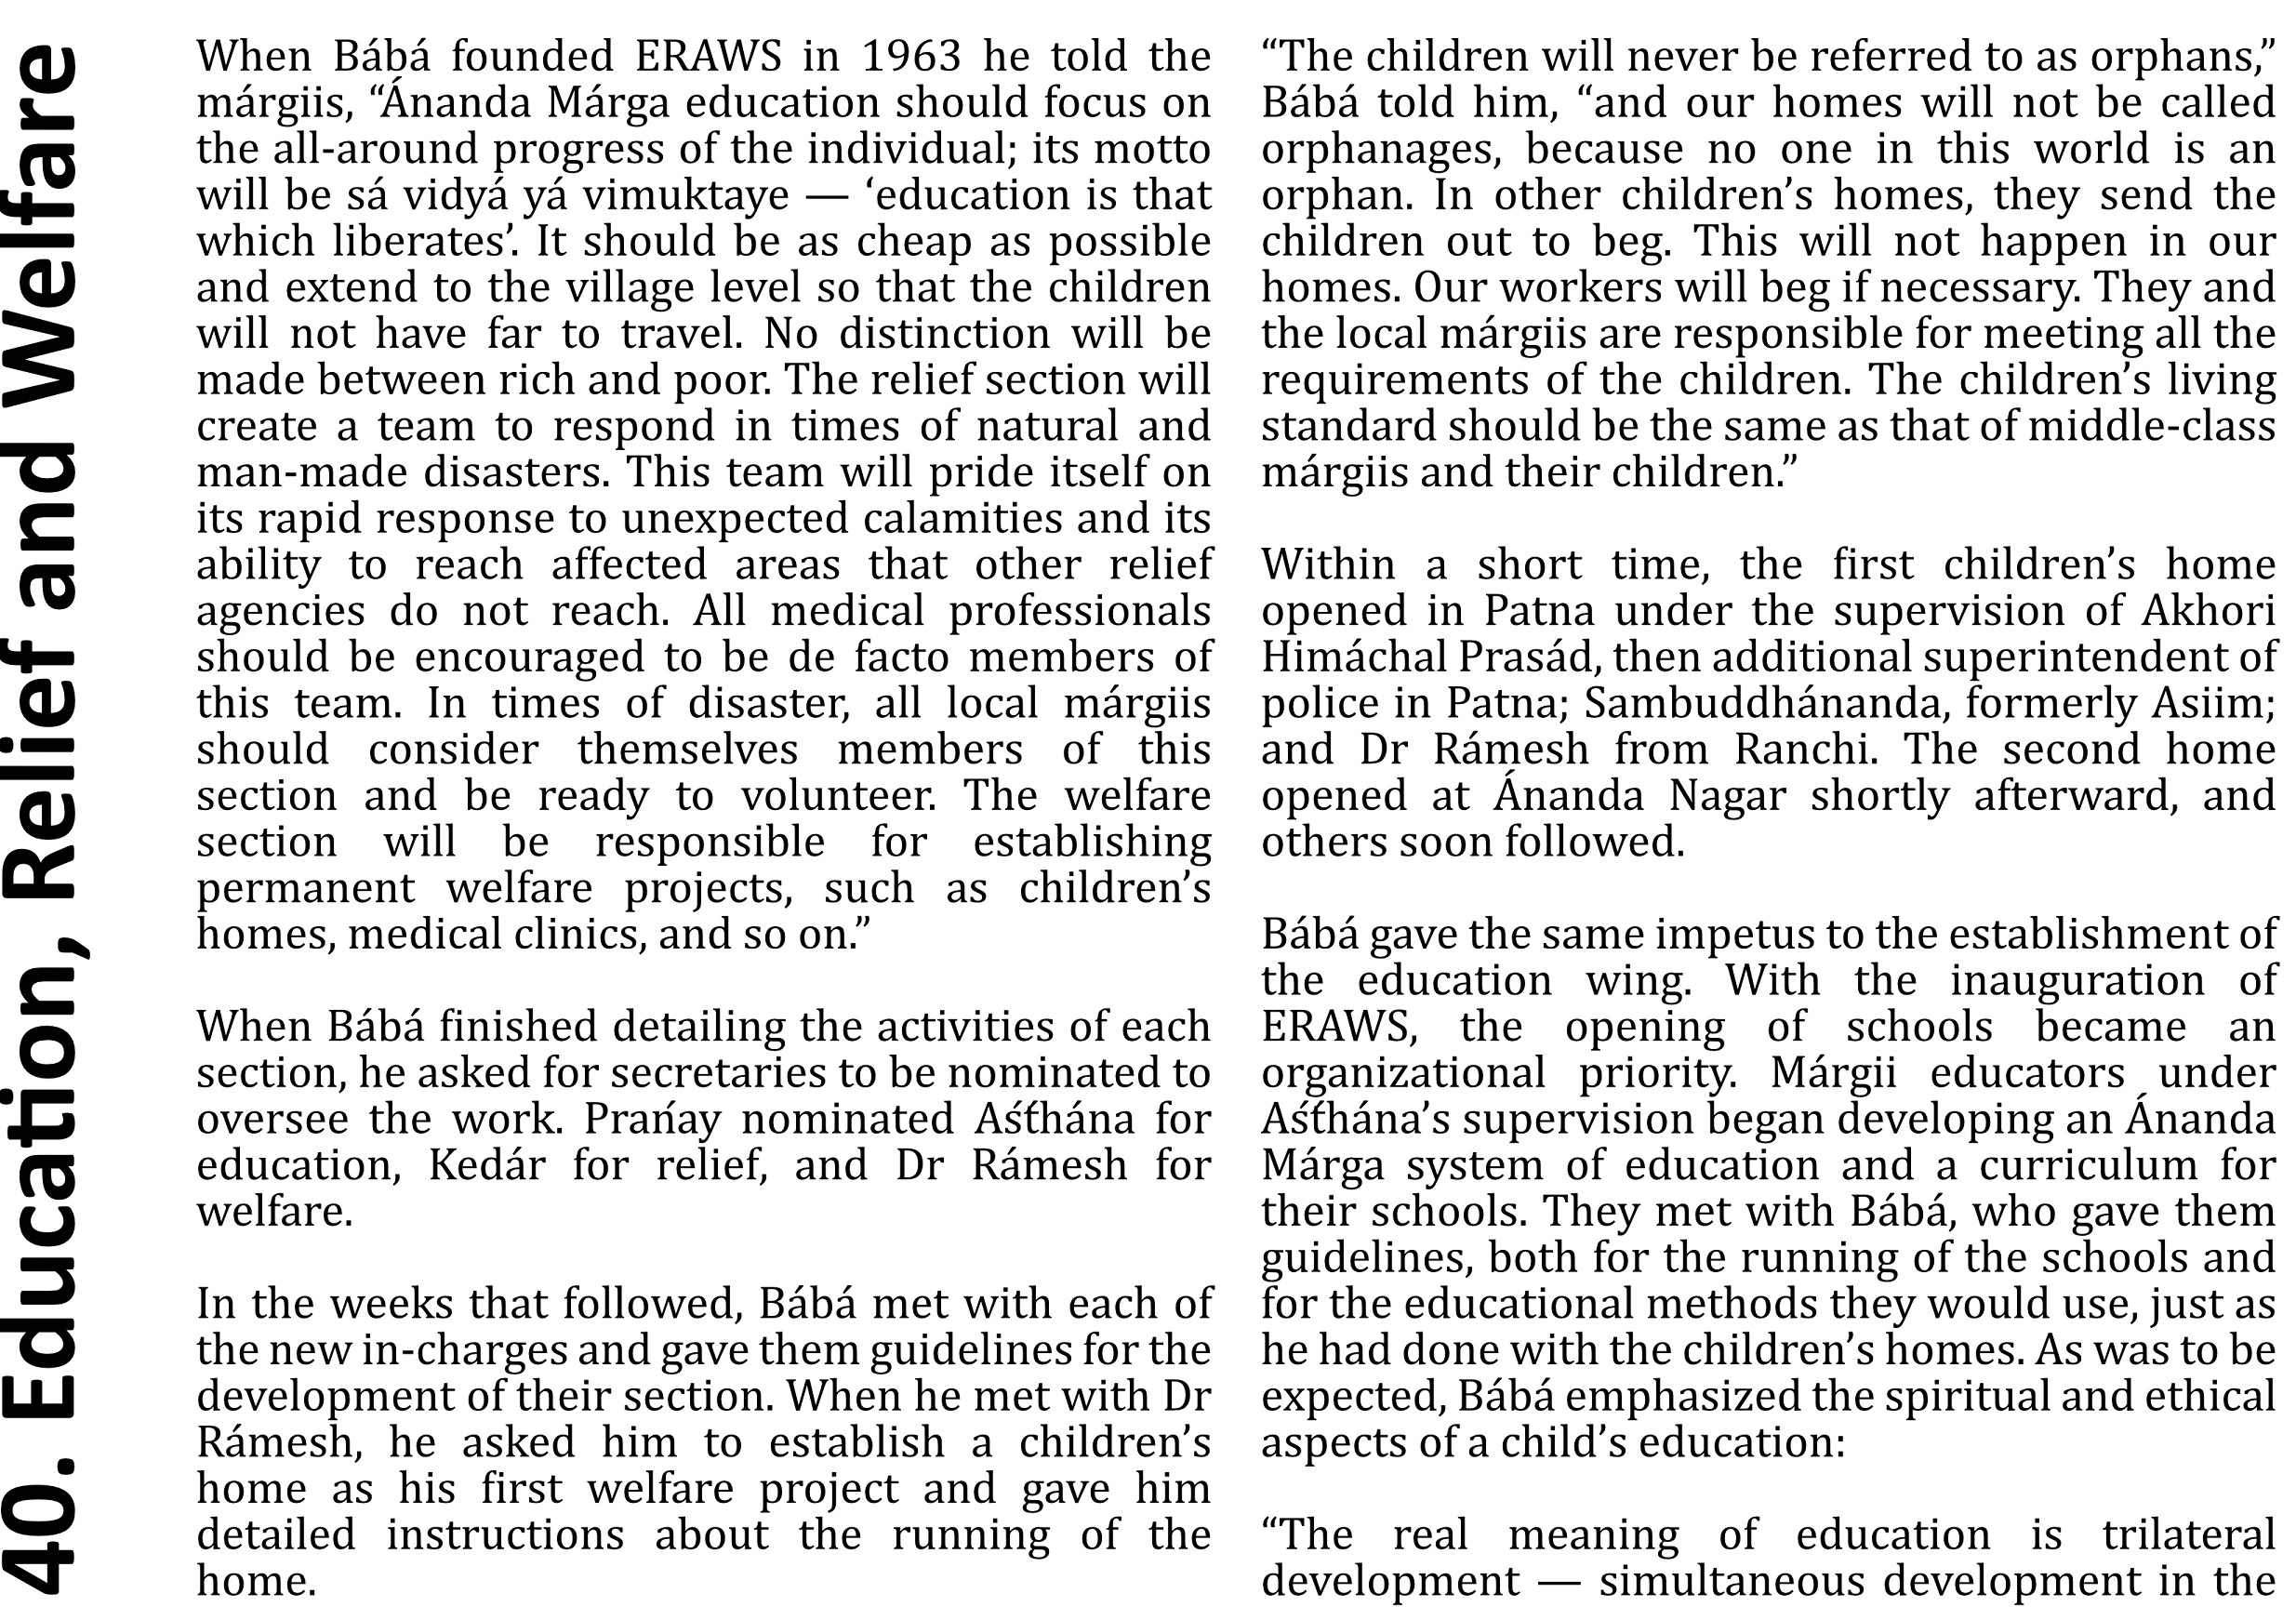 40. Education, Relief and Welfare
When Bábá founded ERAWS in 1963 he told the
márgiis, “Ánanda Márga education should focus on
the all-around progress of the individual; its motto
will be sá vidyá yá vimuktaye — ‘education is that
which liberates’. It should be as cheap as possible
and extend to the village level so that the children
will not have far to travel. No distinction will be
made between rich and poor. The relief section will
create a team to respond in times of natural and
man-made disasters. This team will pride itself on
its rapid response to unexpected calamities and its
ability to reach affected areas that other relief
agencies do not reach. All medical professionals
should be encouraged to be de facto members of
this team. In times of disaster, all local márgiis
should consider themselves members of this
section and be ready to volunteer. The welfare
section will be responsible for establishing
permanent welfare projects, such as children’s
homes, medical clinics, and so on.”
When Bábá finished detailing the activities of each
section, he asked for secretaries to be nominated to
oversee the work. Prańay nominated Aśt́hána for
education, Kedár for relief, and Dr Rámesh for
welfare.
In the weeks that followed, Bábá met with each of
the new in-charges and gave them guidelines for the
development of their section. When he met with Dr
Rámesh, he asked him to establish a children’s
home as his first welfare project and gave him
detailed instructions about the running of the
home.
“The children will never be referred to as orphans,”
Bábá told him, “and our homes will not be called
orphanages, because no one in this world is an
orphan. In other children’s homes, they send the
children out to beg. This will not happen in our
homes. Our workers will beg if necessary. They and
the local márgiis are responsible for meeting all the
requirements of the children. The children’s living
standard should be the same as that of middle-class
márgiis and their children.”
Within a short time, the first children’s home
opened in Patna under the supervision of Akhori
Himáchal Prasád, then additional superintendent of
police in Patna; Sambuddhánanda, formerly Asiim;
and Dr Rámesh from Ranchi. The second home
opened at Ánanda Nagar shortly afterward, and
others soon followed.
Bábá gave the same impetus to the establishment of
the education wing. With the inauguration of
ERAWS, the opening of schools became an
organizational priority. Márgii educators under
Aśt́hána’s supervision began developing an Ánanda
Márga system of education and a curriculum for
their schools. They met with Bábá, who gave them
guidelines, both for the running of the schools and
for the educational methods they would use, just as
he had done with the children’s homes. As was to be
expected, Bábá emphasized the spiritual and ethical
aspects of a child’s education:
“The real meaning of education is trilateral
development — simultaneous development in the